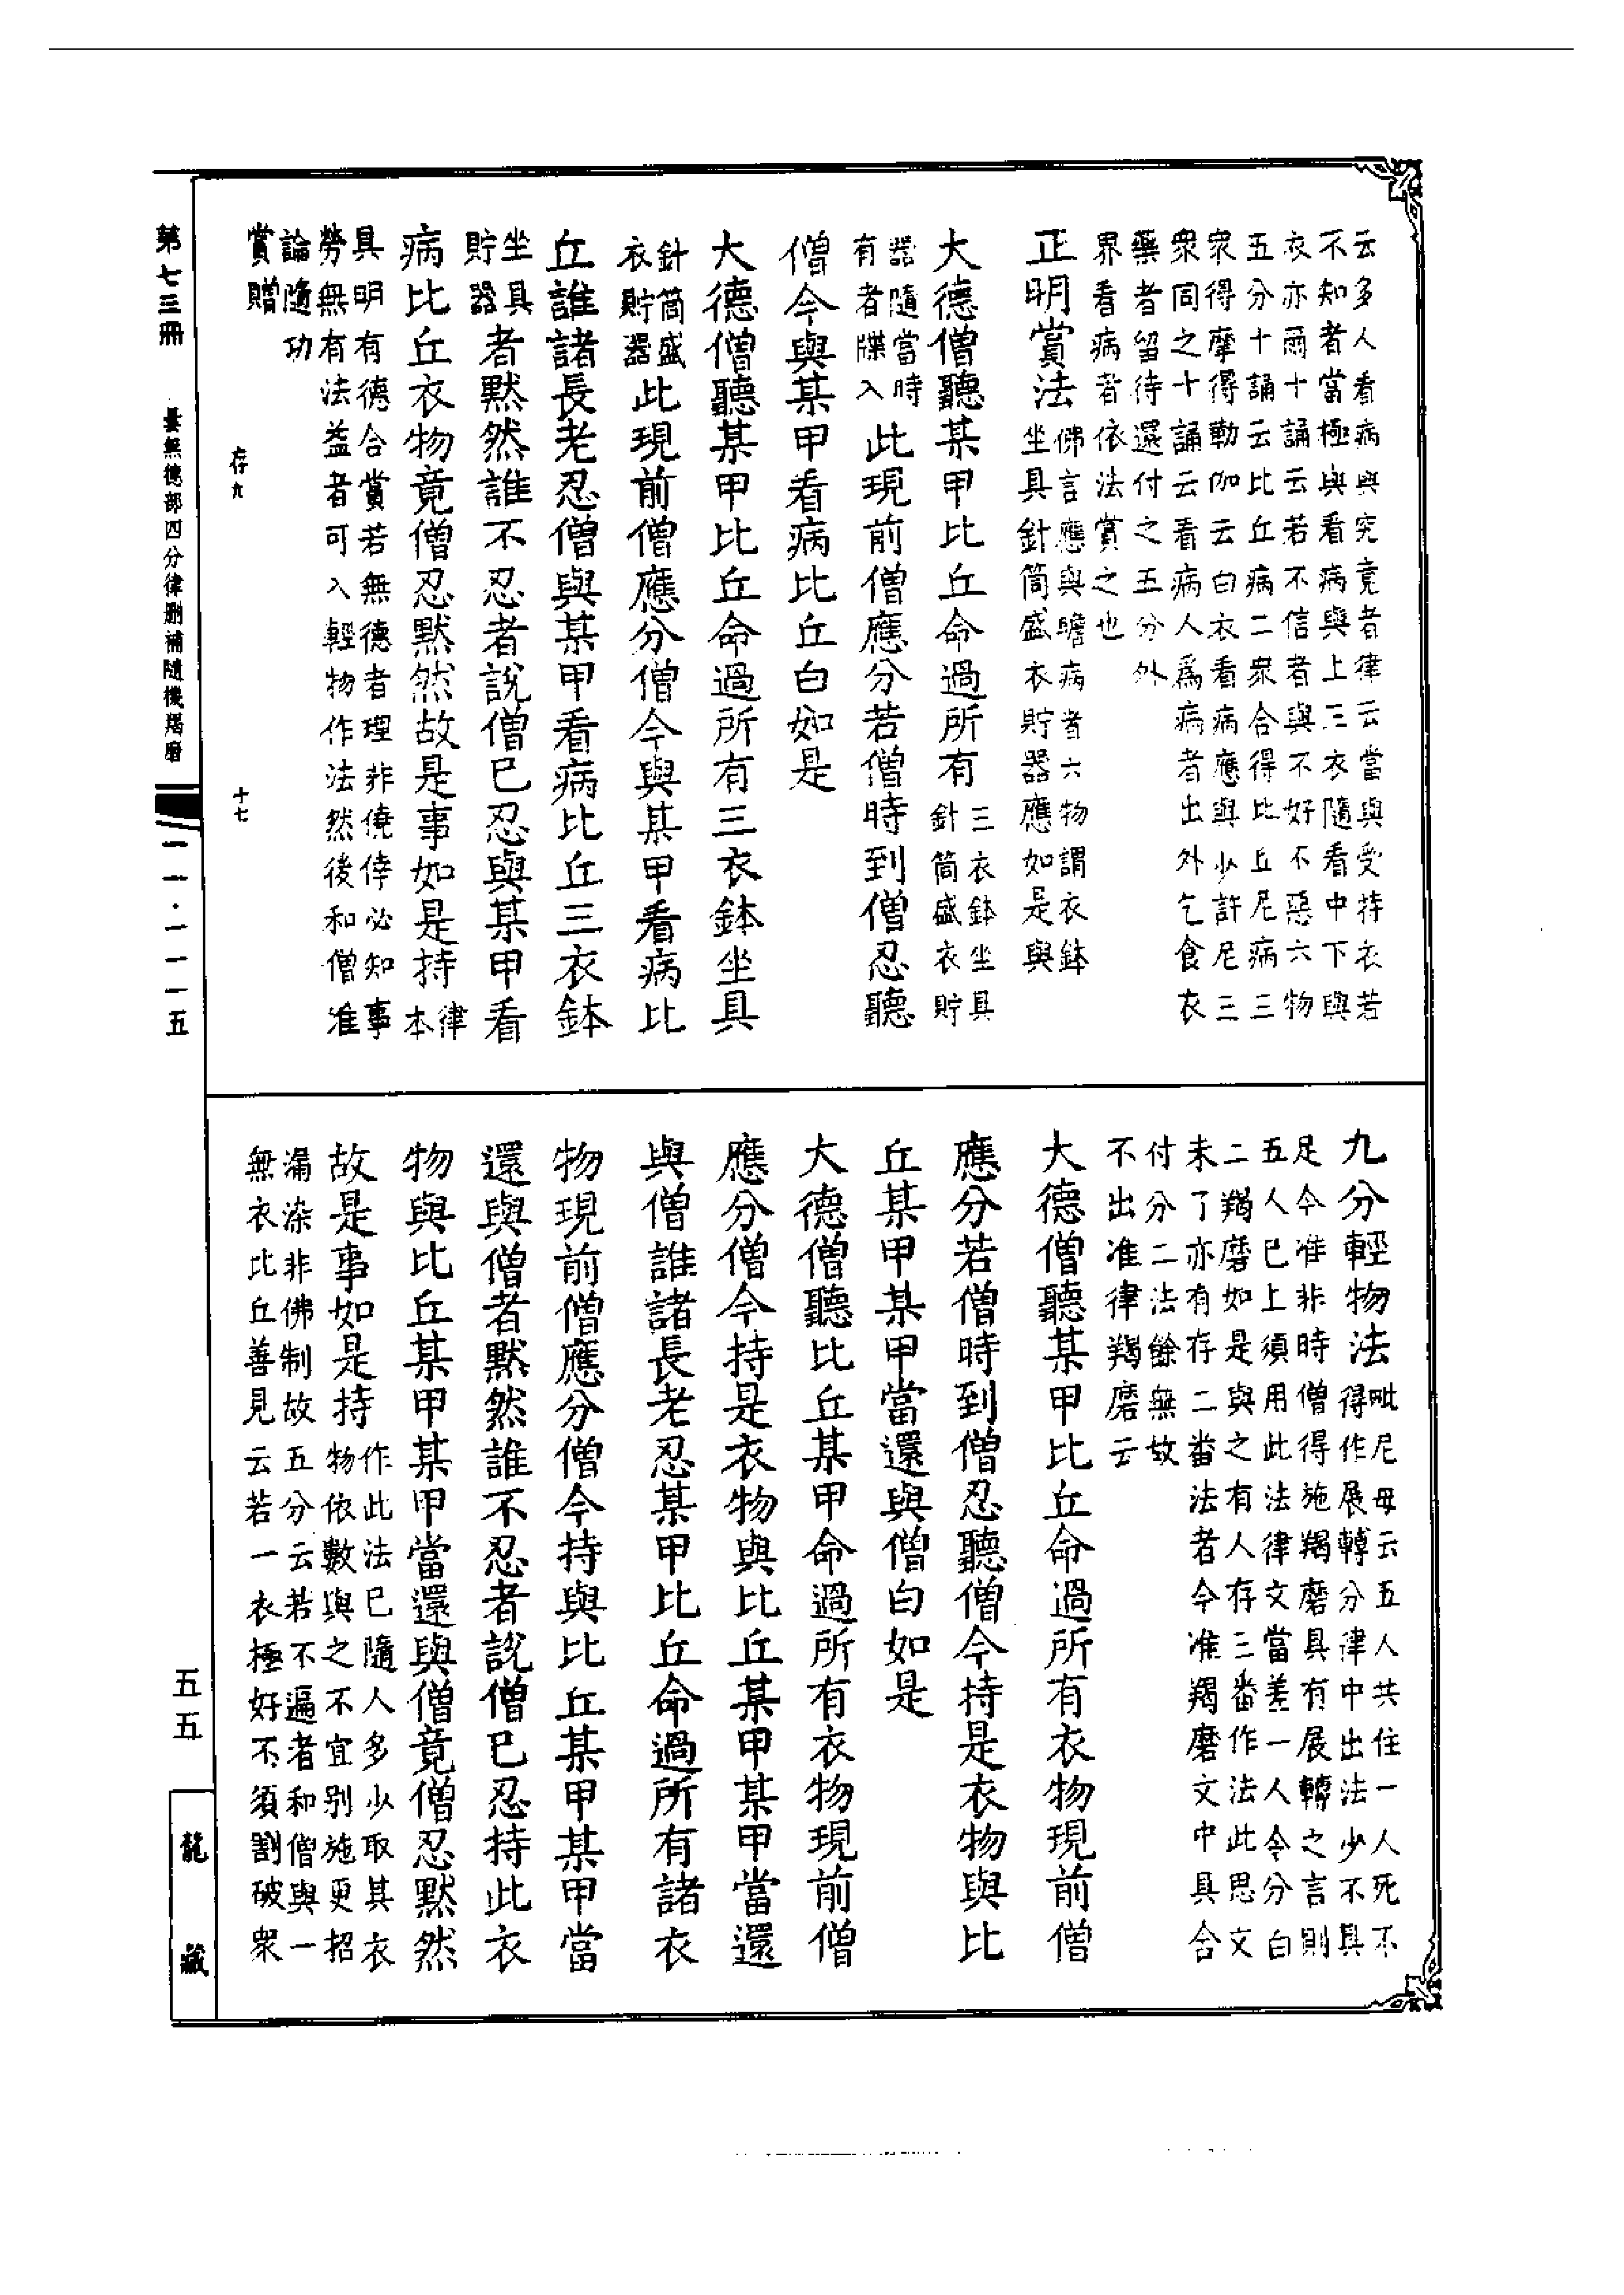 云多人看病與究竟者律云當與受持衣若
不知者當極與看病與上三衣隨看中下與
衣亦爾十誦云若不信者與不好不惡六物
五分十誦云比丘病二衆合得比丘尼病三
衆得摩得勒伽云白衣看病應與少許尼三
衆同之十誦云看病人爲病者出外乞食衣
藥者留待還付之五分外
界看病者依法賞之也
正明賞法佛言應與瞻病者六物謂衣鉢坐具針筒盛衣貯器應如是與
大德僧聽某甲比丘命過所有三衣鉢坐具針筒盛衣貯
器隨當時有者牒入此現前僧應分若僧時到僧忍聽
僧今與某甲看病比丘白如是
大德僧聽某甲比丘命過所有三衣鉢坐具
針筒盛衣貯器此現前僧應分僧今與某甲看病比
丘誰諸長老忍僧與某甲看病比丘三衣鉢
坐具貯器者默然誰不忍者說僧已忍與某甲看
病比丘衣物竟僧忍默然故是事如是持律本
具明有德合賞若無德者理非僥倖必知事
勞無有法益者可入輕物作法然後和僧准
論隨功
賞贈
存九
十七
九分輕物法毗尼母云五人共住一人死不得作展轉分律中出法少不具
足今准非時僧得施羯磨具有展轉之言則
五人已上須用此法律文當差一人令分白
二羯磨如是與之有人存三番作法此思文
未了亦有存二番法者今准羯磨文中具合
付分二法餘無故
不出准律羯磨云
大德僧聽某甲比丘命過所有衣物現前僧
應分若僧時到僧忍聽僧今持是衣物與比
丘某甲某甲當還與僧白如是
大德僧聽比丘某甲命過所有衣物現前僧
應分僧今持是衣物與比丘某甲某甲當還
與僧誰諸長老忍某甲比丘命過所有諸衣
物現前僧應分僧今持與比丘某甲某甲當
還與僧者默然誰不忍者說僧已忍持此衣
物與比丘某甲某甲當還與僧竟僧忍默然
故是事如是持作此法已隨人多少取其衣物依數與之不宜別施更招
漏染非佛制故五分云若不遍者和僧與一
無衣比丘善見云若一衣極好不須割破衆
第七三冊
曇無德部四分律刪補隨機羯磨
一一一·一一一五
五五
龍藏